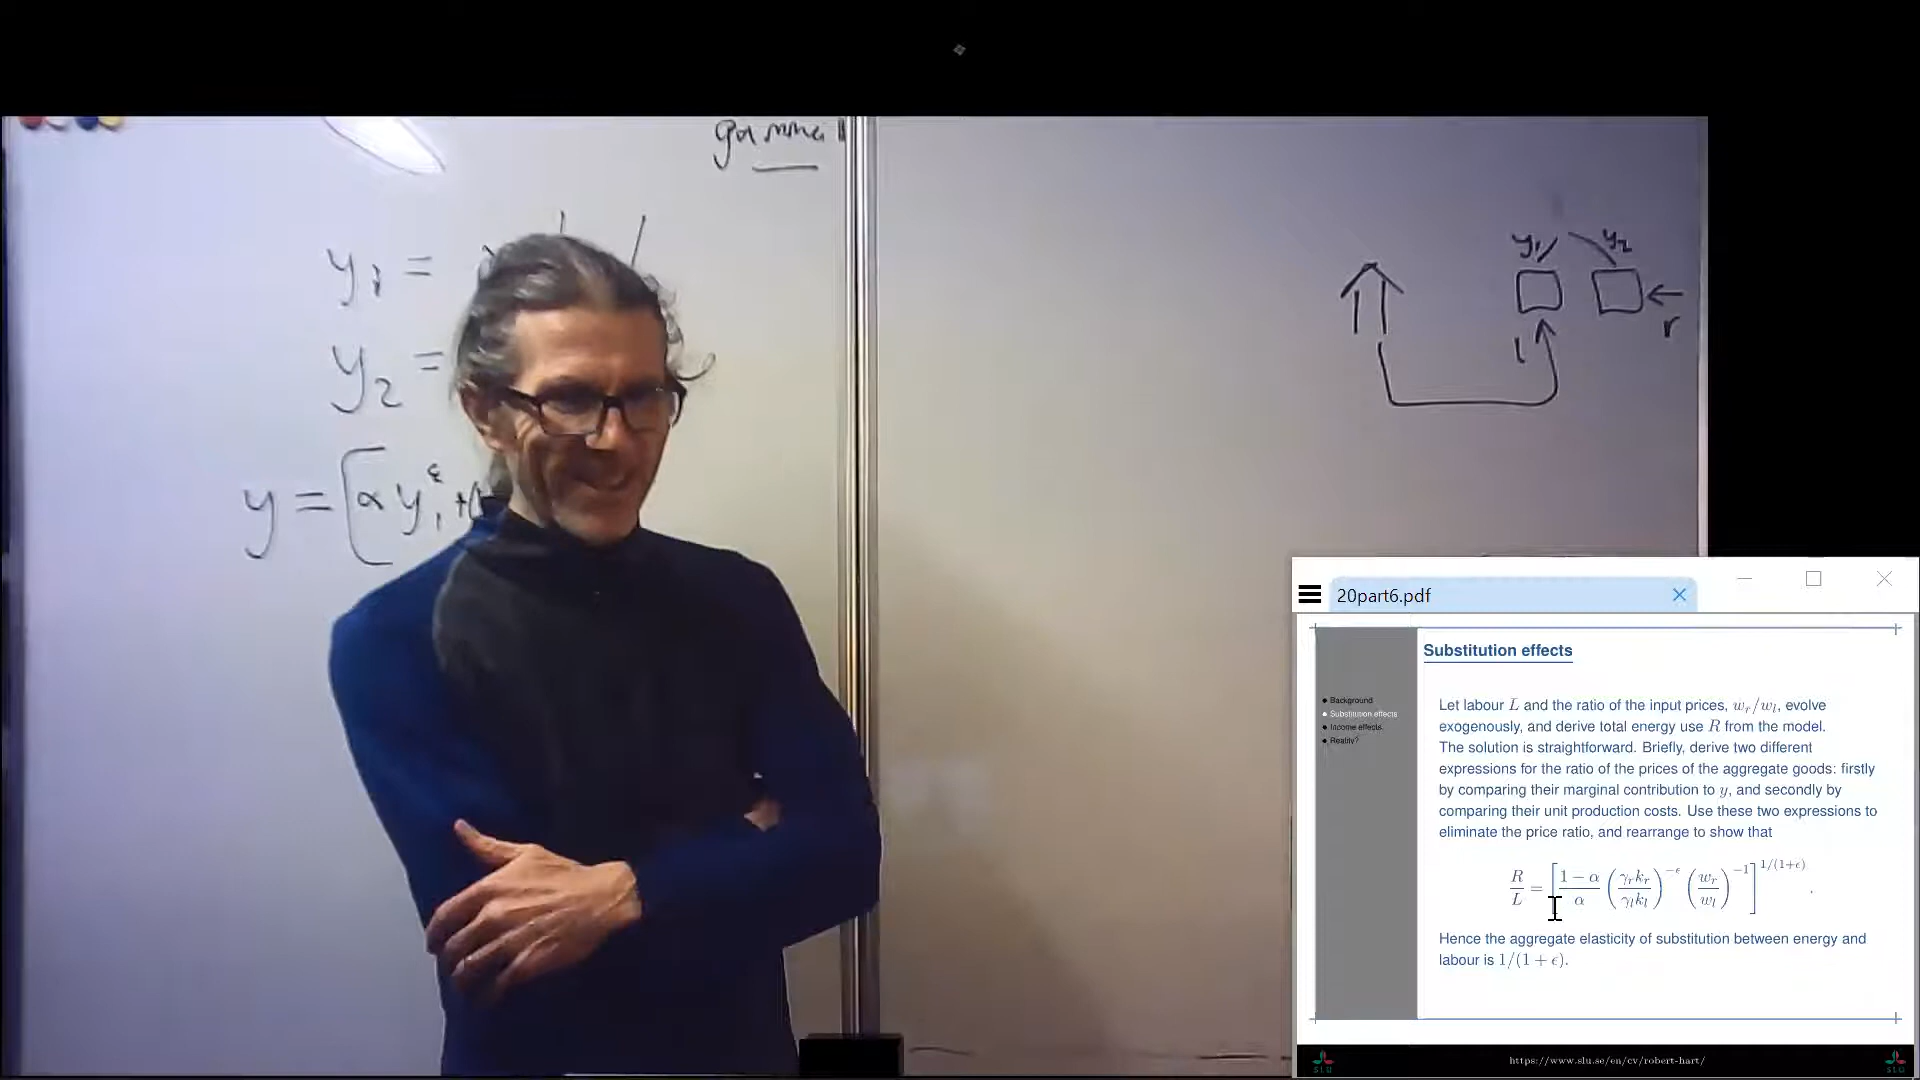 gamma
y₁ =
y₂ =
y = [α y₁^ε +
y₁ y₂
l
r
20part6.pdf
Substitution effects
• Background
• Substitution effects
• Income effects.
• Reality?
Let labour L and the ratio of the input prices, w_r/w_l, evolve
exogenously, and derive total energy use R from the model.
The solution is straightforward. Briefly, derive two different
expressions for the ratio of the prices of the aggregate goods: firstly
by comparing their marginal contribution to y, and secondly by
comparing their unit production costs. Use these two expressions to
eliminate the price ratio, and rearrange to show that
R/L = [ (1 − α)/α (γ_r k_r / γ_l k_l)^−ϵ (w_r / w_l)^−1 ]^1/(1+ϵ) .
Hence the aggregate elasticity of substitution between energy and
labour is 1/(1 + ϵ).
SLU https://www.slu.se/en/cv/robert-hart/ SLU